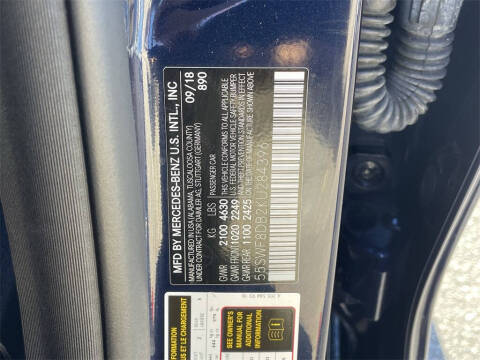 MFD BY MERCEDES-BENZ U.S. INTL., INC 09/18
MANUFACTURED IN USA (ALABAMA, TUSCALOOSA COUNTY) 890
UNDER CONTRACT FOR DAIMLER AG, STUTTGART (GERMANY)
KG LBS PASSENGER CAR
GWR 2100 4630 THIS VEHICLE CONFORMS TO ALL APPLICABLE
GAWR FRONT 1020 2249 U.S. FEDERAL MOTOR VEHICLE SAFETY, BUMPER
GAWR REAR 1100 2425 AND THEFT PREVENTION STANDARDS IN EFFECT
ON THE DATE OF MANUFACTURE SHOWN ABOVE
55SWF8DB2KU284396
SEE OWNER'S
MANUAL FOR
ADDITIONAL
INFORMATION